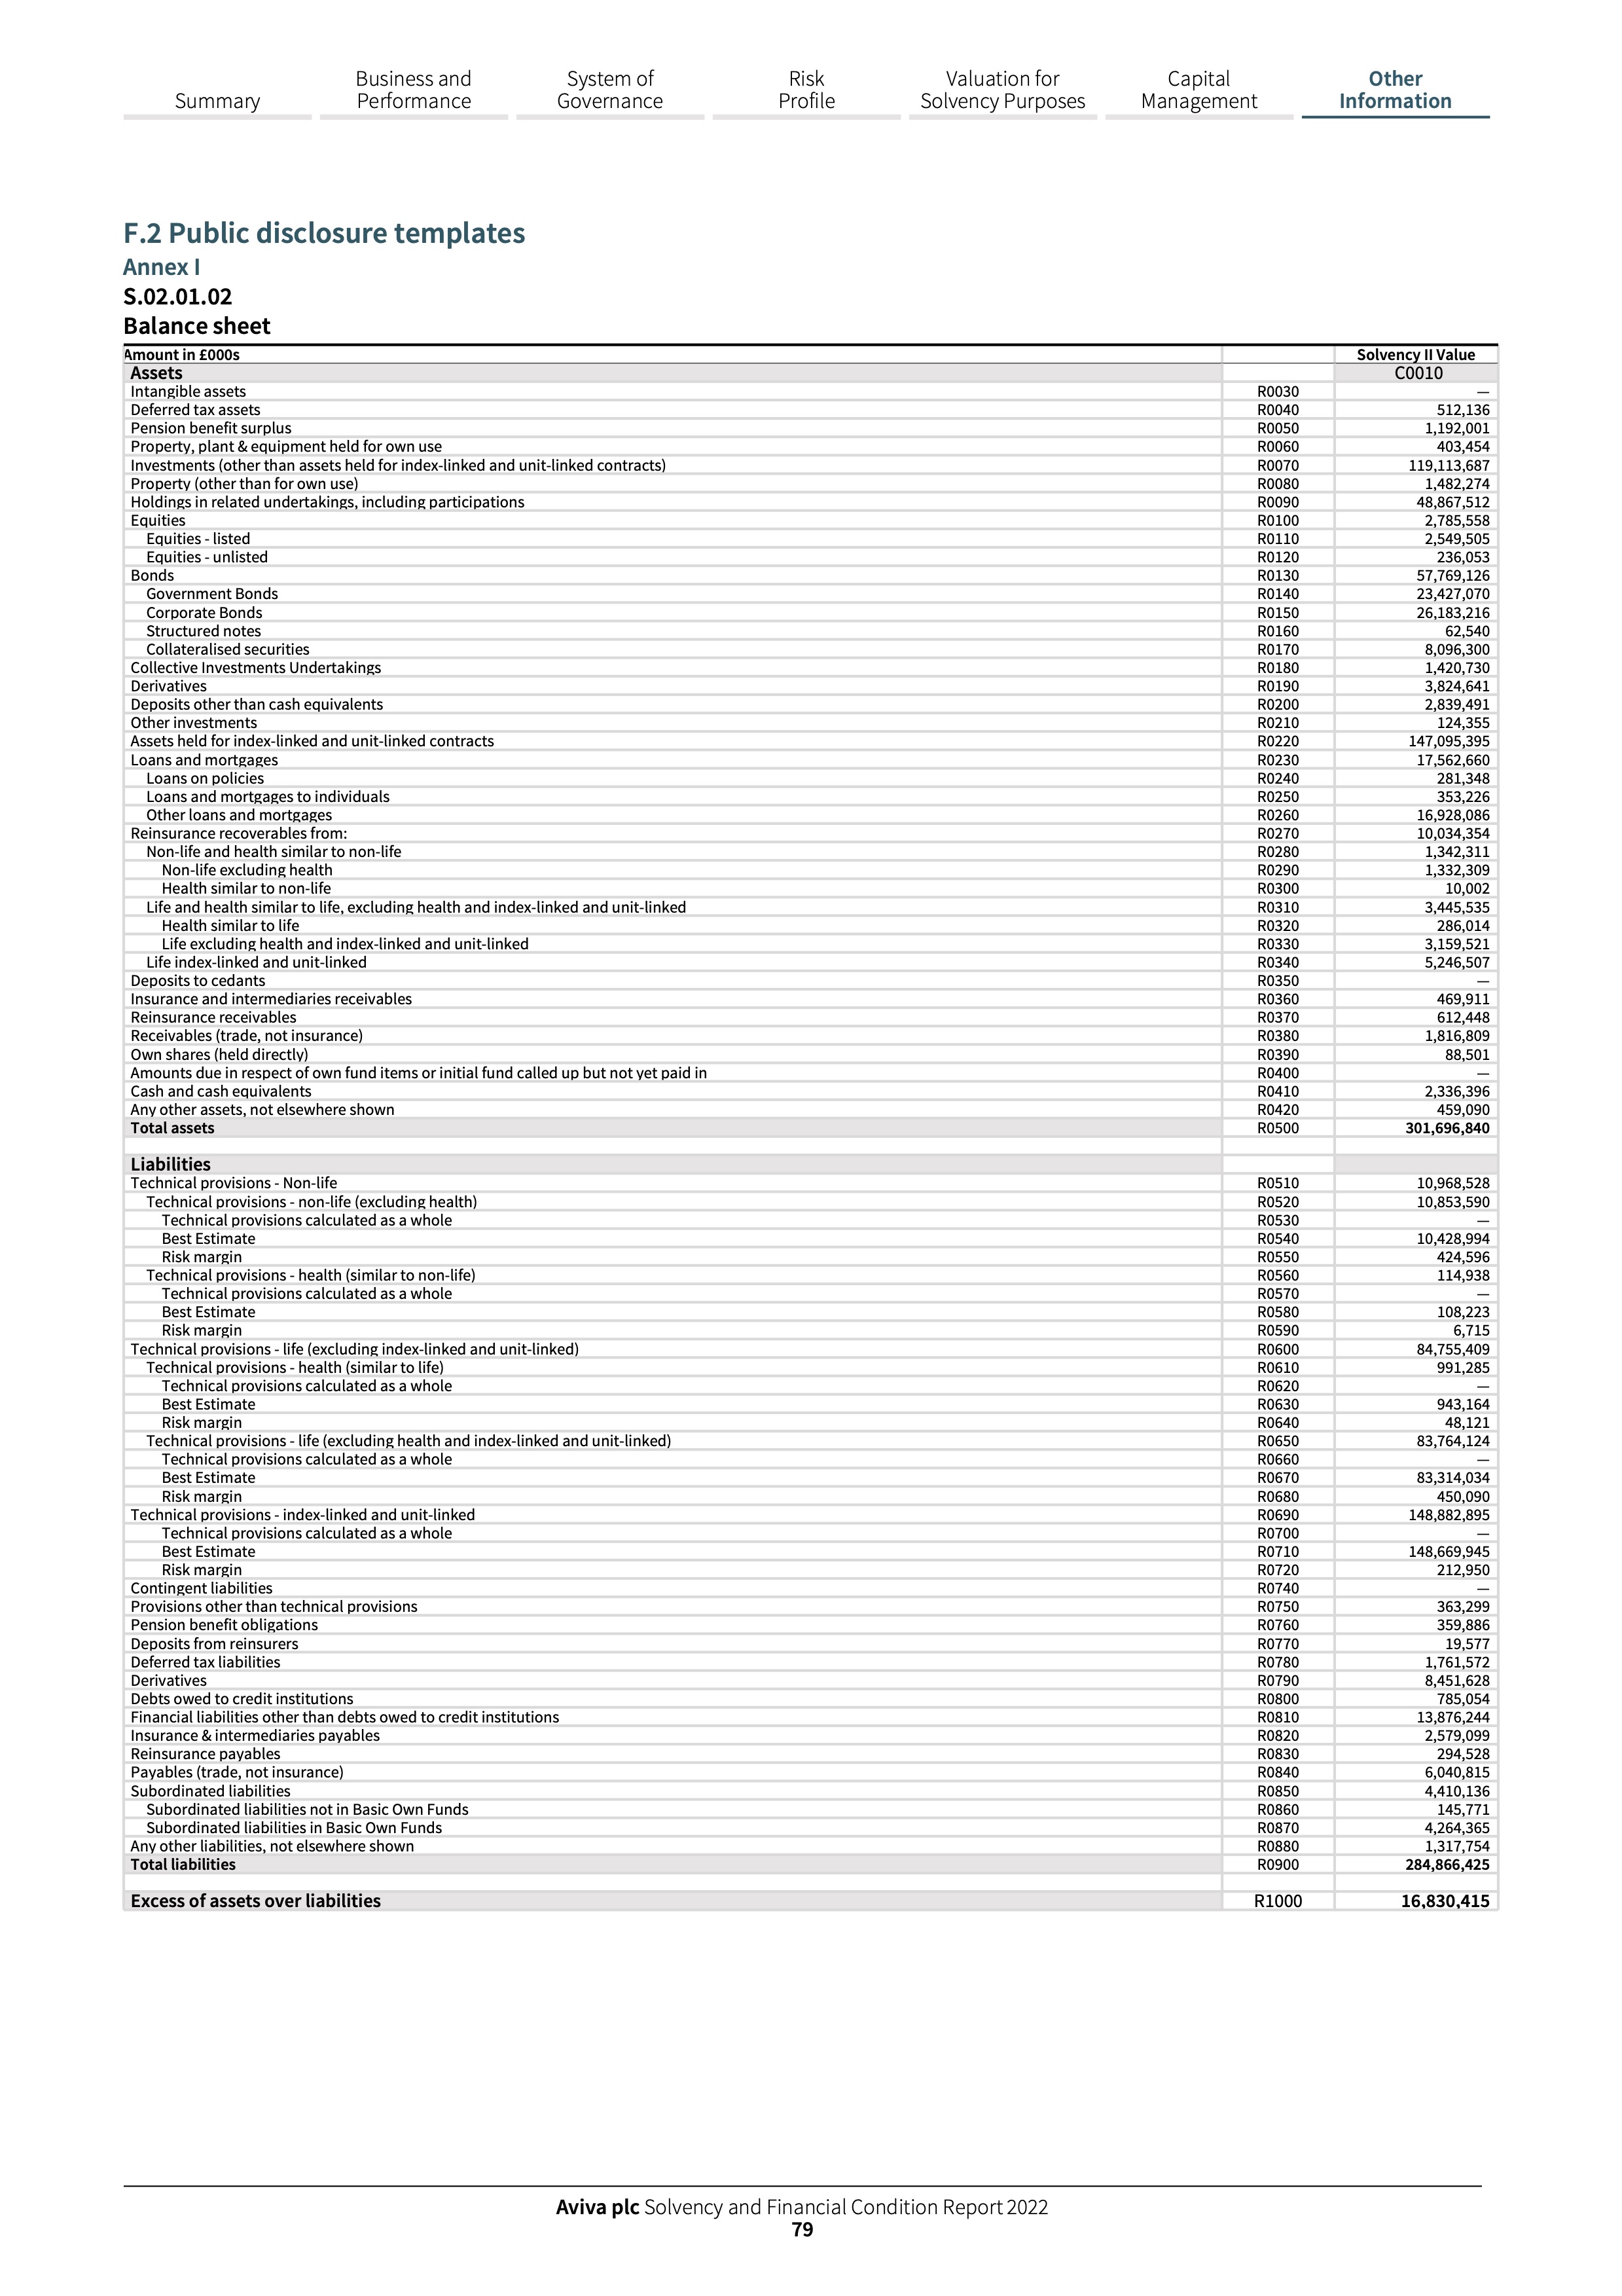 Summary
Business and
Performance
System of
Governance
Risk
Profile
Valuation for
Solvency Purposes
Capital
Management
Other
Information
F.2 Public disclosure templates
Annex I
S.02.01.02
Balance sheet
Amount in £000s Solvency II Value
Assets C0010
Intangible assets R0030 —
Deferred tax assets R0040 512,136
Pension benefit surplus R0050 1,192,001
Property, plant & equipment held for own use R0060 403,454
Investments (other than assets held for index-linked and unit-linked contracts) R0070 119,113,687
Property (other than for own use) R0080 1,482,274
Holdings in related undertakings, including participations R0090 48,867,512
Equities R0100 2,785,558
Equities - listed R0110 2,549,505
Equities - unlisted R0120 236,053
Bonds R0130 57,769,126
Government Bonds R0140 23,427,070
Corporate Bonds R0150 26,183,216
Structured notes R0160 62,540
Collateralised securities R0170 8,096,300
Collective Investments Undertakings R0180 1,420,730
Derivatives R0190 3,824,641
Deposits other than cash equivalents R0200 2,839,491
Other investments R0210 124,355
Assets held for index-linked and unit-linked contracts R0220 147,095,395
Loans and mortgages R0230 17,562,660
Loans on policies R0240 281,348
Loans and mortgages to individuals R0250 353,226
Other loans and mortgages R0260 16,928,086
Reinsurance recoverables from: R0270 10,034,354
Non-life and health similar to non-life R0280 1,342,311
Non-life excluding health R0290 1,332,309
Health similar to non-life R0300 10,002
Life and health similar to life, excluding health and index-linked and unit-linked R0310 3,445,535
Health similar to life R0320 286,014
Life excluding health and index-linked and unit-linked R0330 3,159,521
Life index-linked and unit-linked R0340 5,246,507
Deposits to cedants R0350 —
Insurance and intermediaries receivables R0360 469,911
Reinsurance receivables R0370 612,448
Receivables (trade, not insurance) R0380 1,816,809
Own shares (held directly) R0390 88,501
Amounts due in respect of own fund items or initial fund called up but not yet paid in R0400 —
Cash and cash equivalents R0410 2,336,396
Any other assets, not elsewhere shown R0420 459,090
Total assets R0500 301,696,840
Liabilities
Technical provisions - Non-life R0510 10,968,528
Technical provisions - non-life (excluding health) R0520 10,853,590
Technical provisions calculated as a whole R0530 —
Best Estimate R0540 10,428,994
Risk margin R0550 424,596
Technical provisions - health (similar to non-life) R0560 114,938
Technical provisions calculated as a whole R0570 —
Best Estimate R0580 108,223
Risk margin R0590 6,715
Technical provisions - life (excluding index-linked and unit-linked) R0600 84,755,409
Technical provisions - health (similar to life) R0610 991,285
Technical provisions calculated as a whole R0620 —
Best Estimate R0630 943,164
Risk margin R0640 48,121
Technical provisions - life (excluding health and index-linked and unit-linked) R0650 83,764,124
Technical provisions calculated as a whole R0660 —
Best Estimate R0670 83,314,034
Risk margin R0680 450,090
Technical provisions - index-linked and unit-linked R0690 148,882,895
Technical provisions calculated as a whole R0700 —
Best Estimate R0710 148,669,945
Risk margin R0720 212,950
Contingent liabilities R0740 —
Provisions other than technical provisions R0750 363,299
Pension benefit obligations R0760 359,886
Deposits from reinsurers R0770 19,577
Deferred tax liabilities R0780 1,761,572
Derivatives R0790 8,451,628
Debts owed to credit institutions R0800 785,054
Financial liabilities other than debts owed to credit institutions R0810 13,876,244
Insurance & intermediaries payables R0820 2,579,099
Reinsurance payables R0830 294,528
Payables (trade, not insurance) R0840 6,040,815
Subordinated liabilities R0850 4,410,136
Subordinated liabilities not in Basic Own Funds R0860 145,771
Subordinated liabilities in Basic Own Funds R0870 4,264,365
Any other liabilities, not elsewhere shown R0880 1,317,754
Total liabilities R0900 284,866,425
Excess of assets over liabilities R1000 16,830,415
Aviva plc Solvency and Financial Condition Report 2022
79